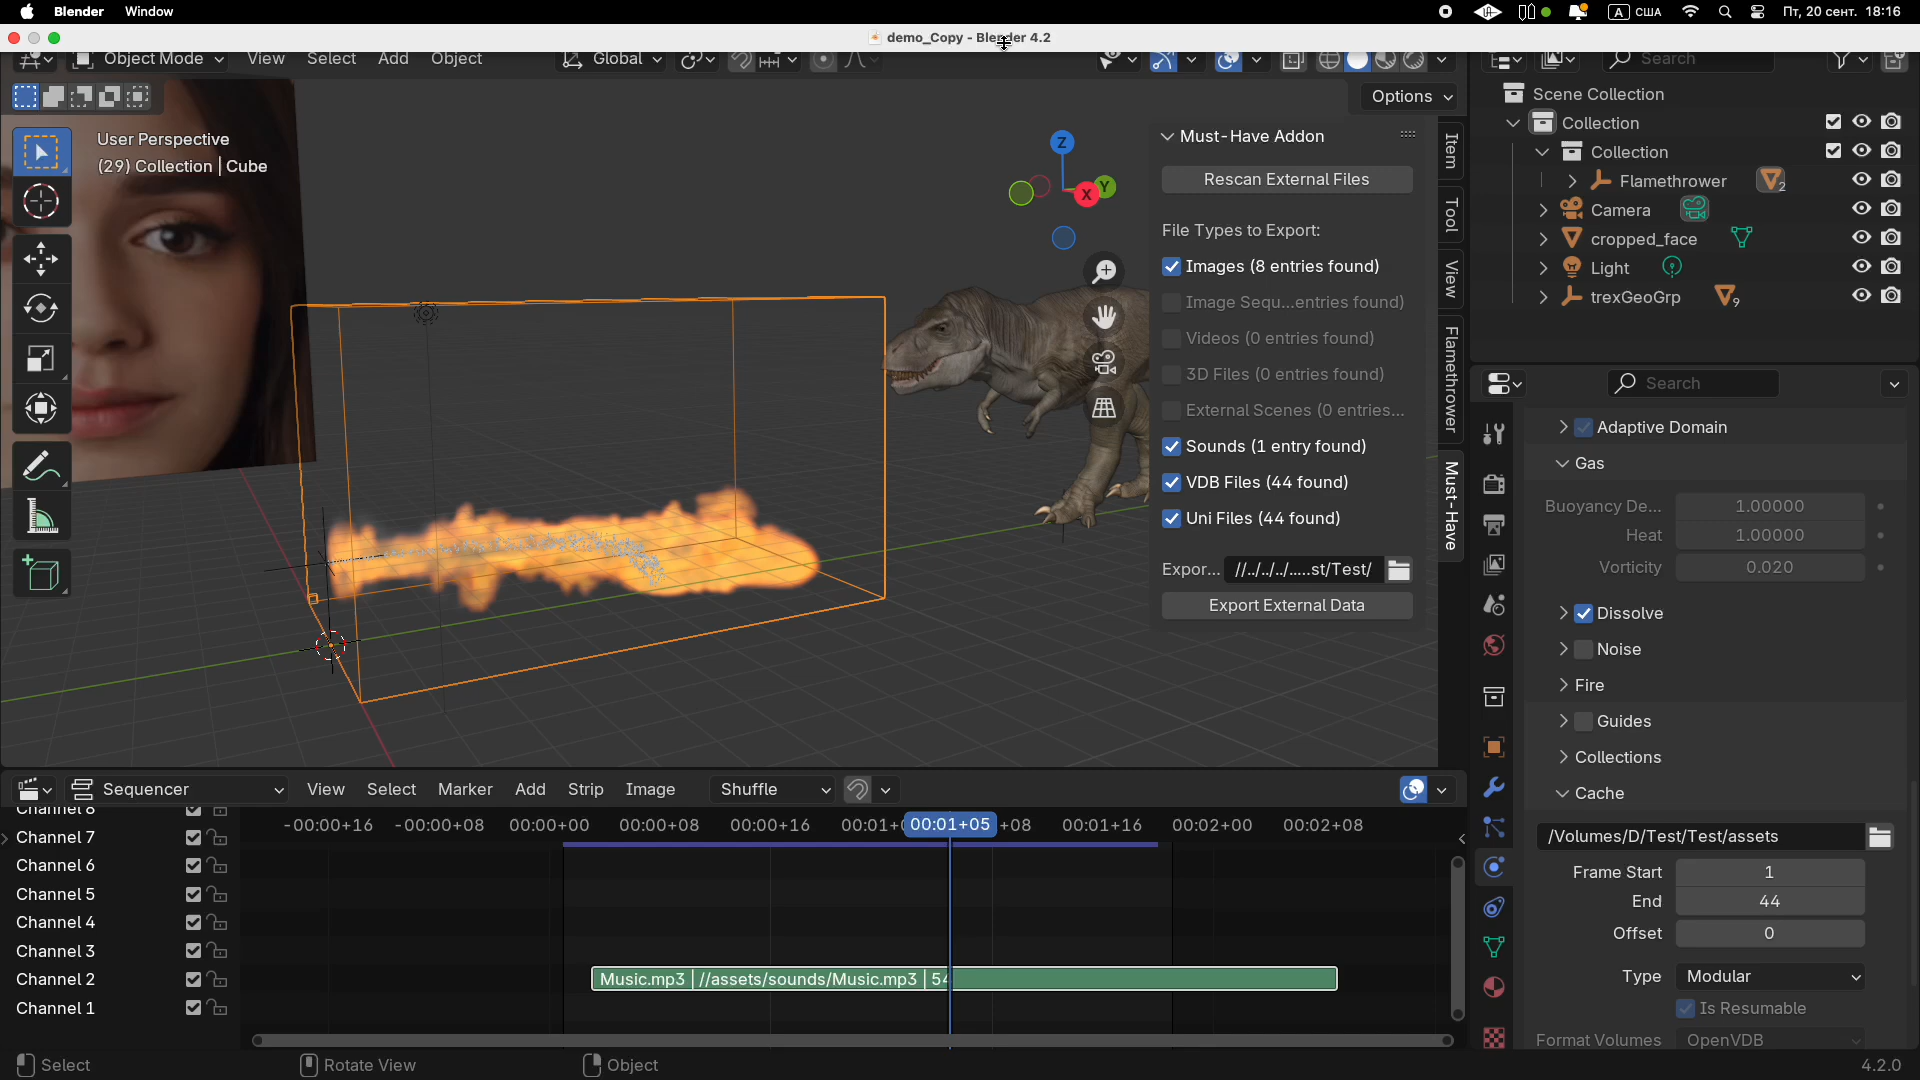 Blender Window
A США Пт, 20 сент. 18:16
demo_Copy - Blender 4.2
Object Mode View Select Add Object Global
Options
User Perspective
(29) Collection | Cube
Z
Y
X
Must-Have Addon
Rescan External Files
File Types to Export:
Images (8 entries found)
Image Sequ...entries found)
Videos (0 entries found)
3D Files (0 entries found)
External Scenes (0 entries...
Sounds (1 entry found)
VDB Files (44 found)
Uni Files (44 found)
Expor... //../../../.....st/Test/
Export External Data
Item
Tool
View
Flamethrower
Must-Have
Search
Scene Collection
Collection
Collection
Flamethrower 2
Camera
cropped_face
Light
trexGeoGrp 9
Search
Adaptive Domain
Gas
Buoyancy De... 1.00000
Heat 1.00000
Vorticity 0.020
Dissolve
Noise
Fire
Guides
Collections
Cache
/Volumes/D/Test/Test/assets
Frame Start 1
End 44
Offset 0
Type Modular
Is Resumable
Format Volumes OpenVDB
Sequencer View Select Marker Add Strip Image Shuffle
-00:00+16 -00:00+08 00:00+00 00:00+08 00:00+16 00:01+0 00:01+05 +08 00:01+16 00:02+00 00:02+08
Channel 8
Channel 7
Channel 6
Channel 5
Channel 4
Channel 3
Channel 2
Channel 1
Music.mp3 | //assets/sounds/Music.mp3 | 54
Select Rotate View Object 4.2.0